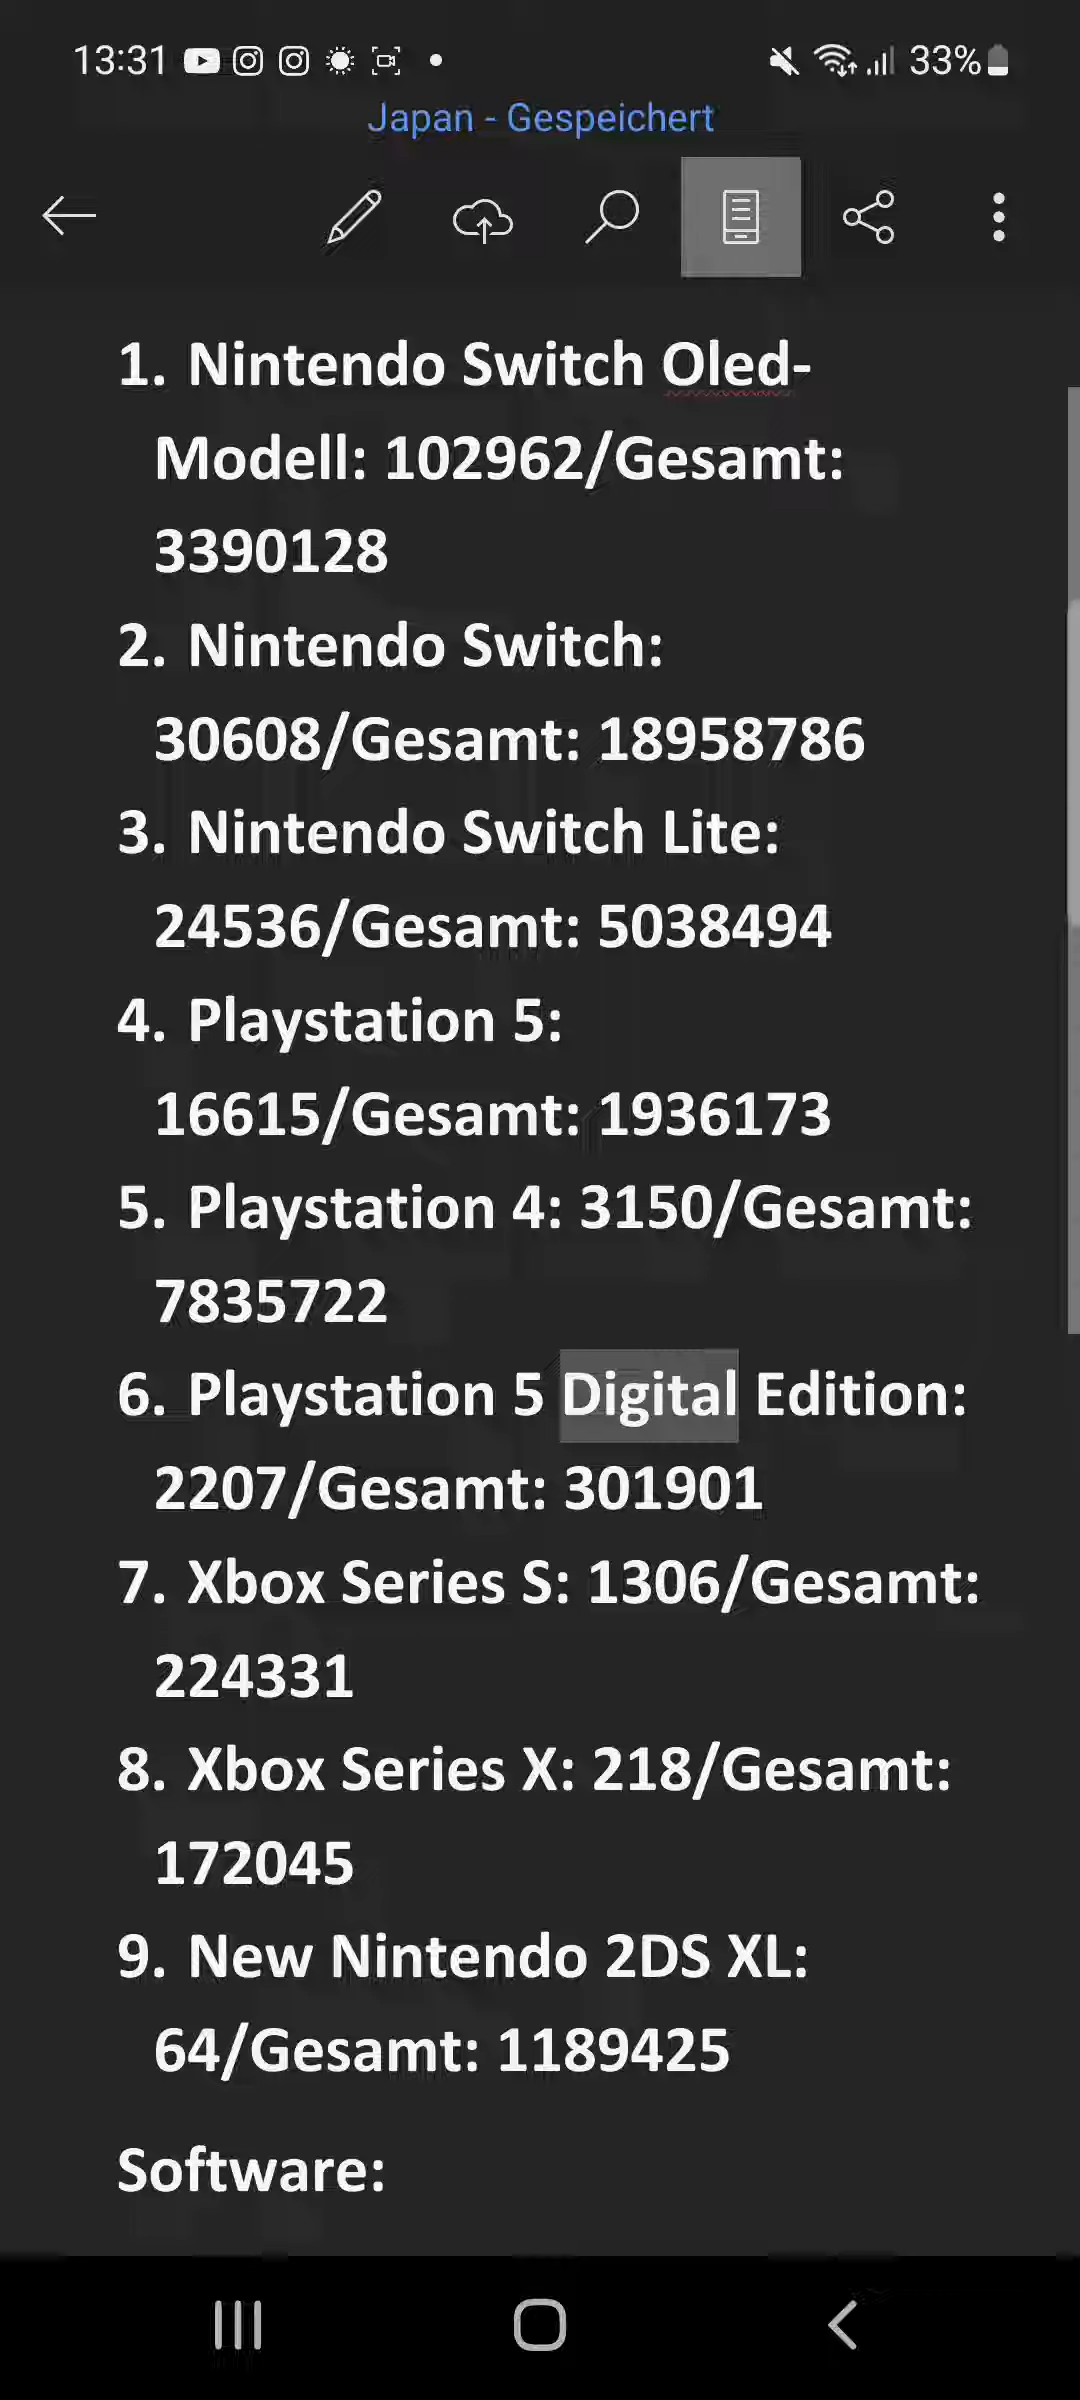 13:31 33%
Japan - Gespeichert
1. Nintendo Switch Oled-
Modell: 102962/Gesamt:
3390128
2. Nintendo Switch:
30608/Gesamt: 18958786
3. Nintendo Switch Lite:
24536/Gesamt: 5038494
4. Playstation 5:
16615/Gesamt: 1936173
5. Playstation 4: 3150/Gesamt:
7835722
6. Playstation 5 Digital Edition:
2207/Gesamt: 301901
7. Xbox Series S: 1306/Gesamt:
224331
8. Xbox Series X: 218/Gesamt:
172045
9. New Nintendo 2DS XL:
64/Gesamt: 1189425
Software: